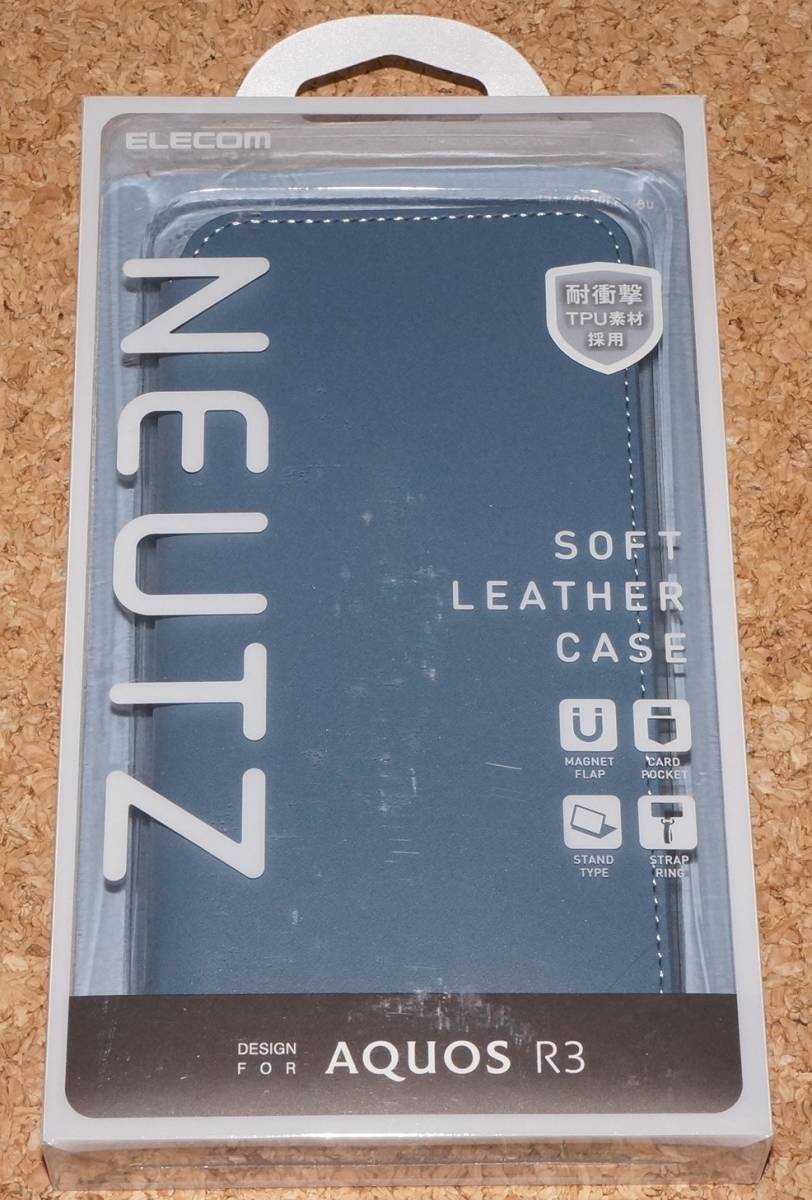 ELECOM
NEUTZ
耐衝撃
TPU素材
採用
SOFT
LEATHER
CASE
MAGNET
FLAP
CARD
POCKET
STAND
TYPE
STRAP
RING
DESIGN
FOR
AQUOS R3